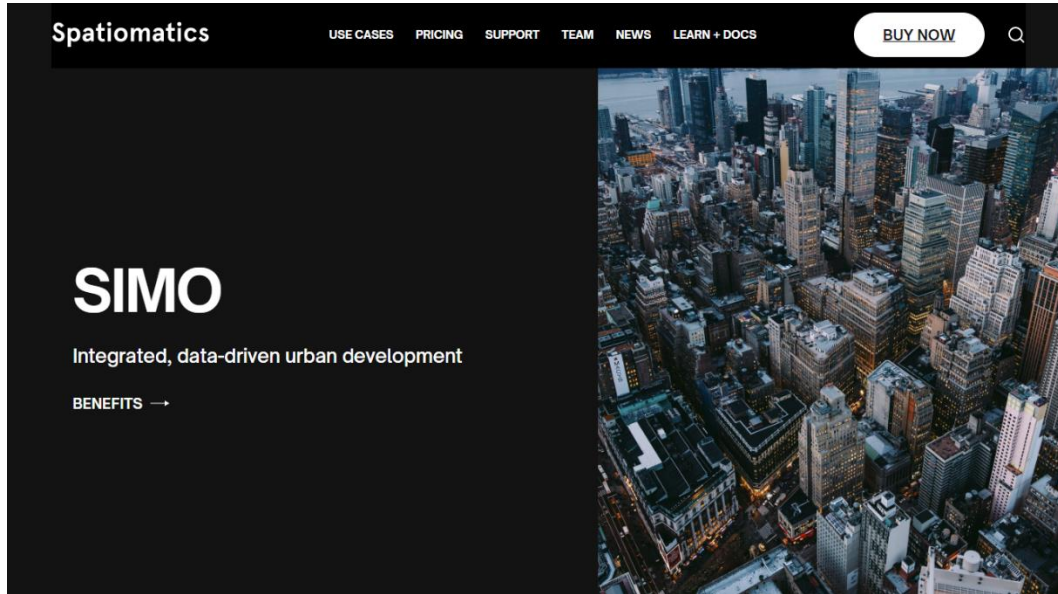 Spatiomatics
USE CASES PRICING SUPPORT TEAM NEWS LEARN + DOCS
BUY NOW
SIMO
Integrated, data-driven urban development
BENEFITS →